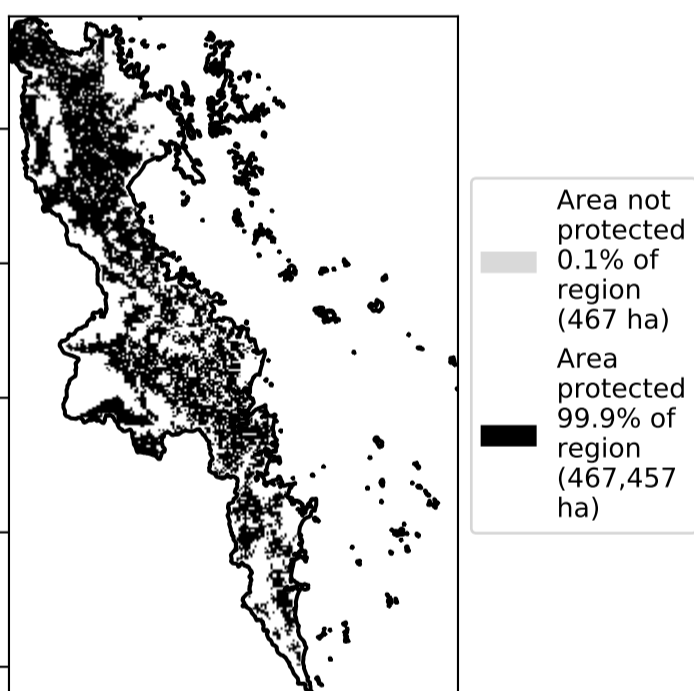 Area not
protected
0.1% of
region
(467 ha)
Area
protected
99.9% of
region
(467,457
ha)